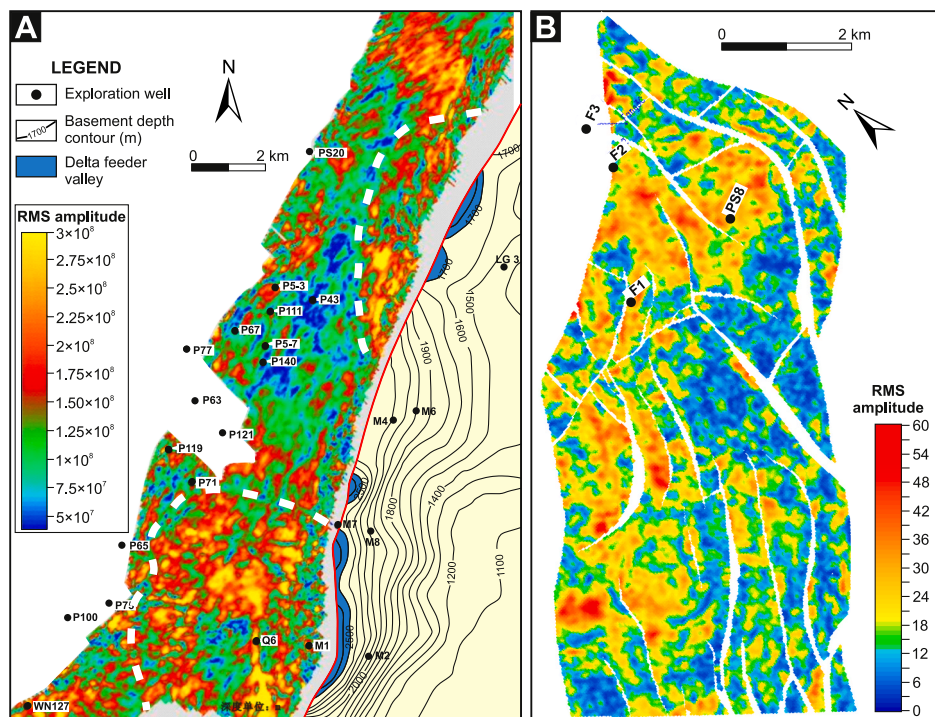 A
LEGEND
Exploration well
1700
Basement depth
contour (m)
Delta feeder
valley
N
0 2 km
RMS amplitude
3×10⁸
2.75×10⁸
2.5×10⁸
2.25×10⁸
2×10⁸
1.75×10⁸
1.5×10⁸
1.25×10⁸
1×10⁸
7.5×10⁷
5×10⁷
PS20
P5-3
P43
P111
P67
P5-7
P77
P140
P63
P121
P119
P71
P65
P100
WN127
Q6
M1
M7
M8
M2
M4
M6
LG 3
1700
1700
1700
1500
1600
1900
1800
1400
1200
1100
2600
2000
深度单位：m
B
0 2 km
N
F3
F2
PS8
F1
RMS
amplitude
60
54
48
42
36
30
24
18
12
6
0